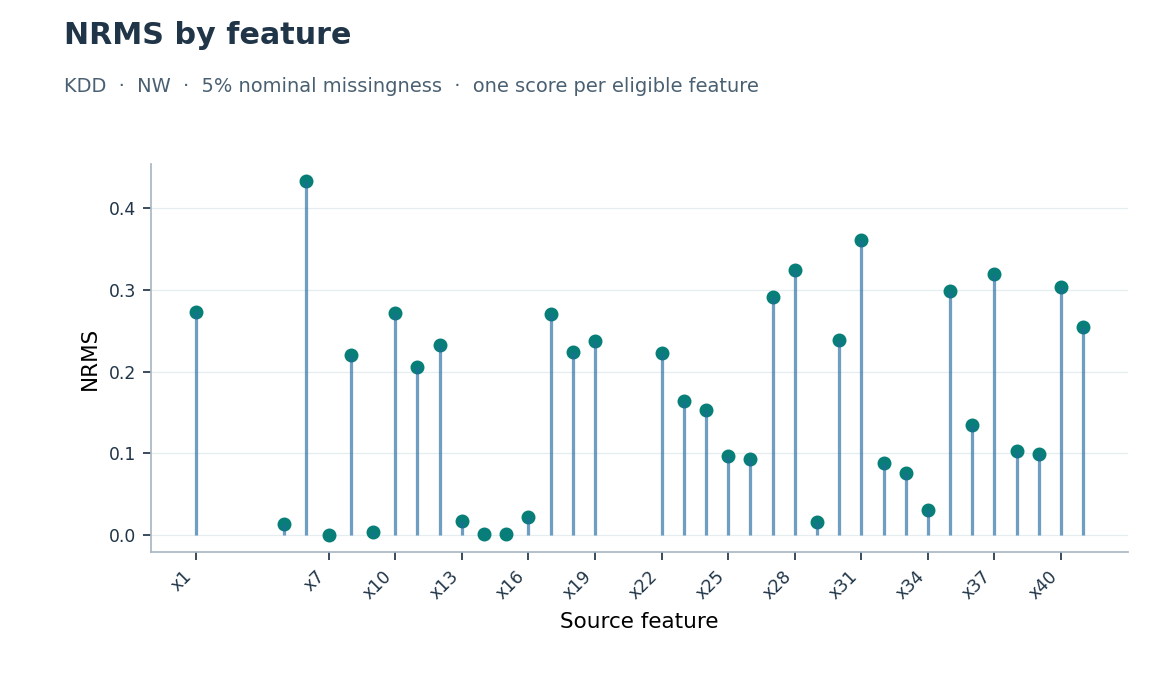 NRMS by feature
KDD · NW · 5% nominal missingness · one score per eligible feature
NRMS
0.4
0.3
0.2
0.1
0.0
x1 x7 x10 x13 x16 x19 x22 x25 x28 x31 x34 x37 x40
Source feature